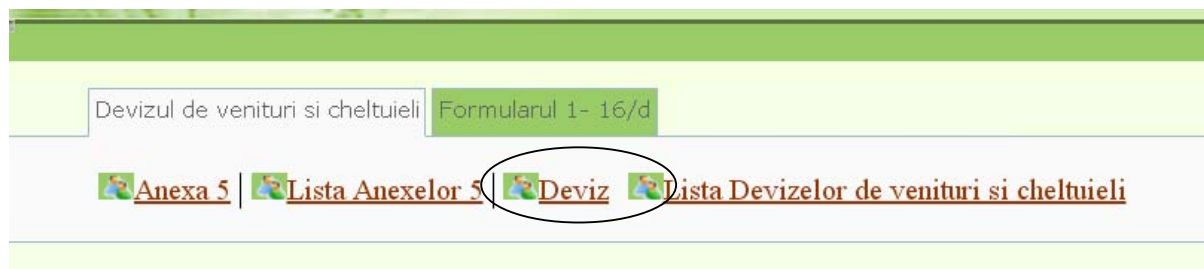 Devizul de venituri si cheltuieli Formularul 1- 16/d
Anexa 5 | Lista Anexelor 5 | Deviz Lista Devizelor de venituri si cheltuieli